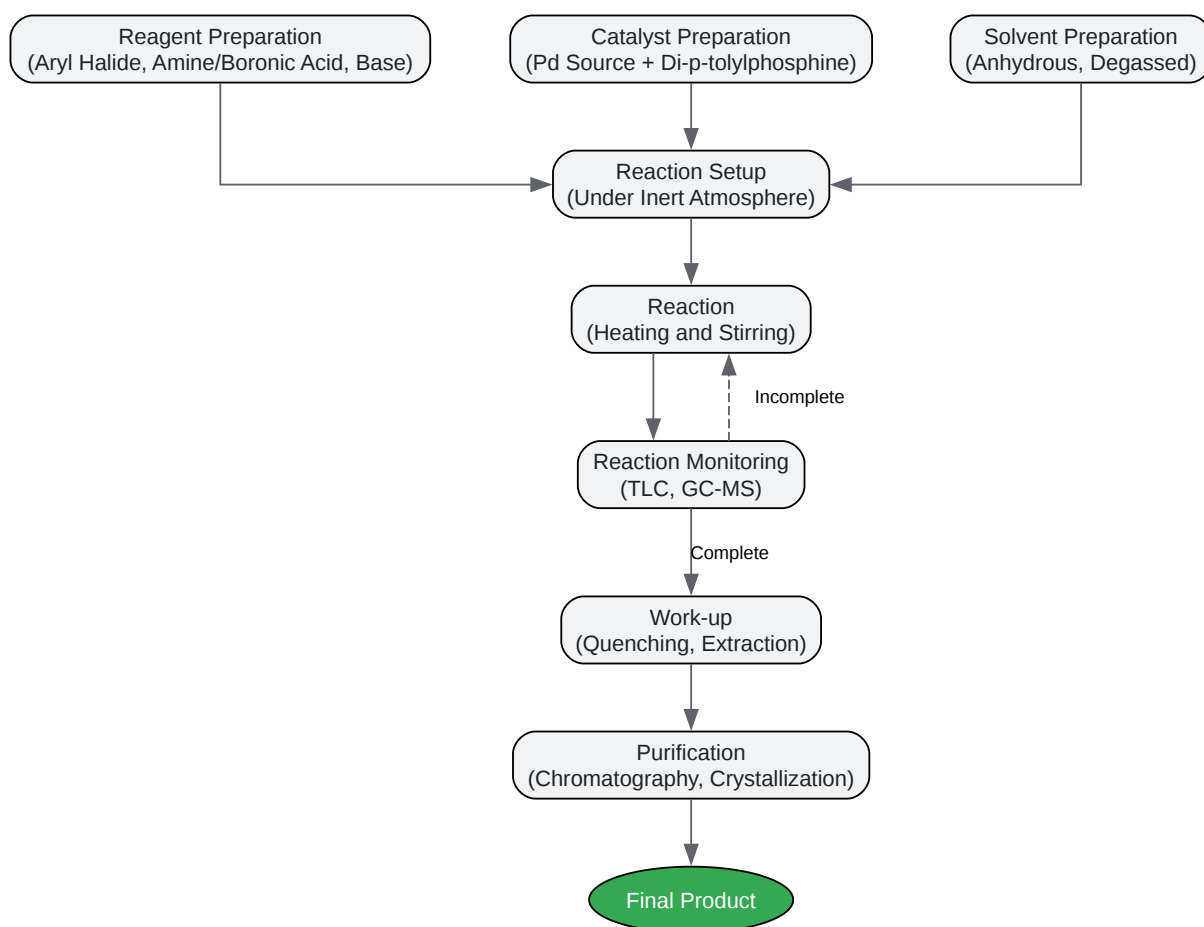 Reagent Preparation
(Aryl Halide, Amine/Boronic Acid, Base)
Catalyst Preparation
(Pd Source + Di-p-tolylphosphine)
Solvent Preparation
(Anhydrous, Degassed)
Reaction Setup
(Under Inert Atmosphere)
Reaction
(Heating and Stirring)
Incomplete
Reaction Monitoring
(TLC, GC-MS)
Complete
Work-up
(Quenching, Extraction)
Purification
(Chromatography, Crystallization)
Final Product